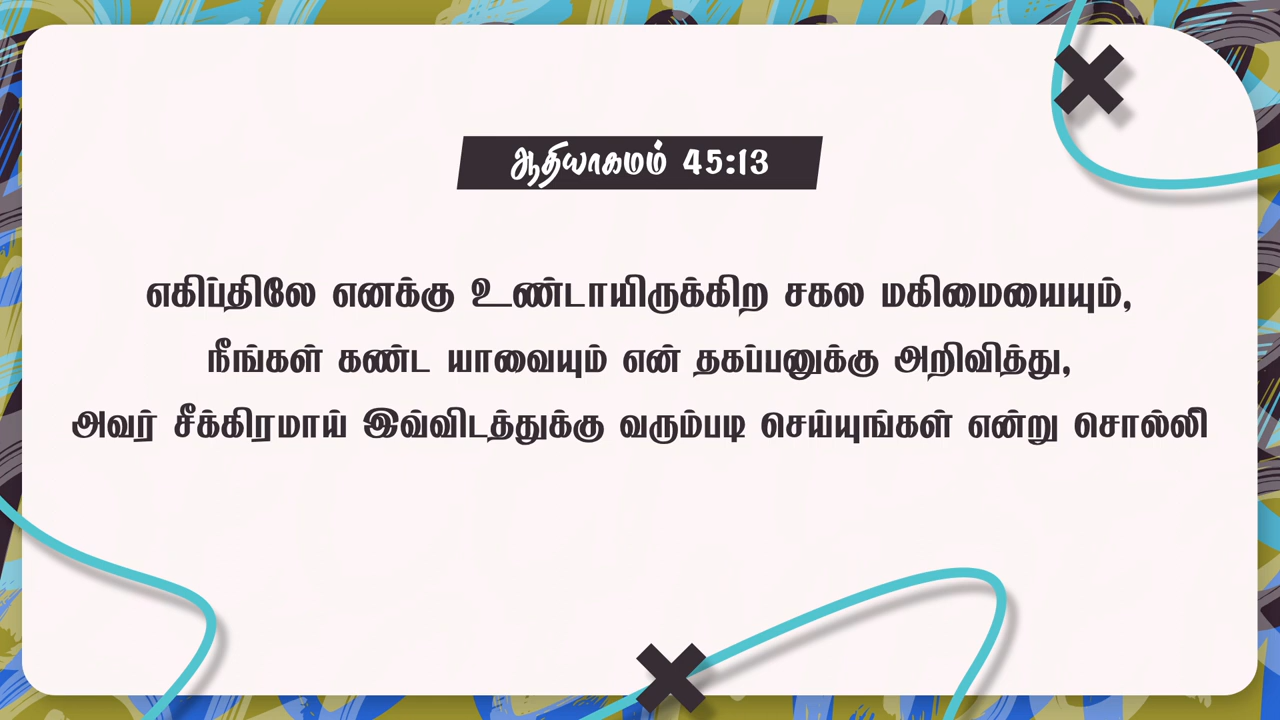 ஆதியாகமம் 45:13
எகிப்திலே எனக்கு உண்டாயிருக்கிற சகல மகிமையையும்,
நீங்கள் கண்ட யாவையும் என் தகப்பனுக்கு அறிவித்து,
அவர் சீக்கிரமாய் இவ்விடத்துக்கு வரும்படி செய்யுங்கள் என்று சொல்லி